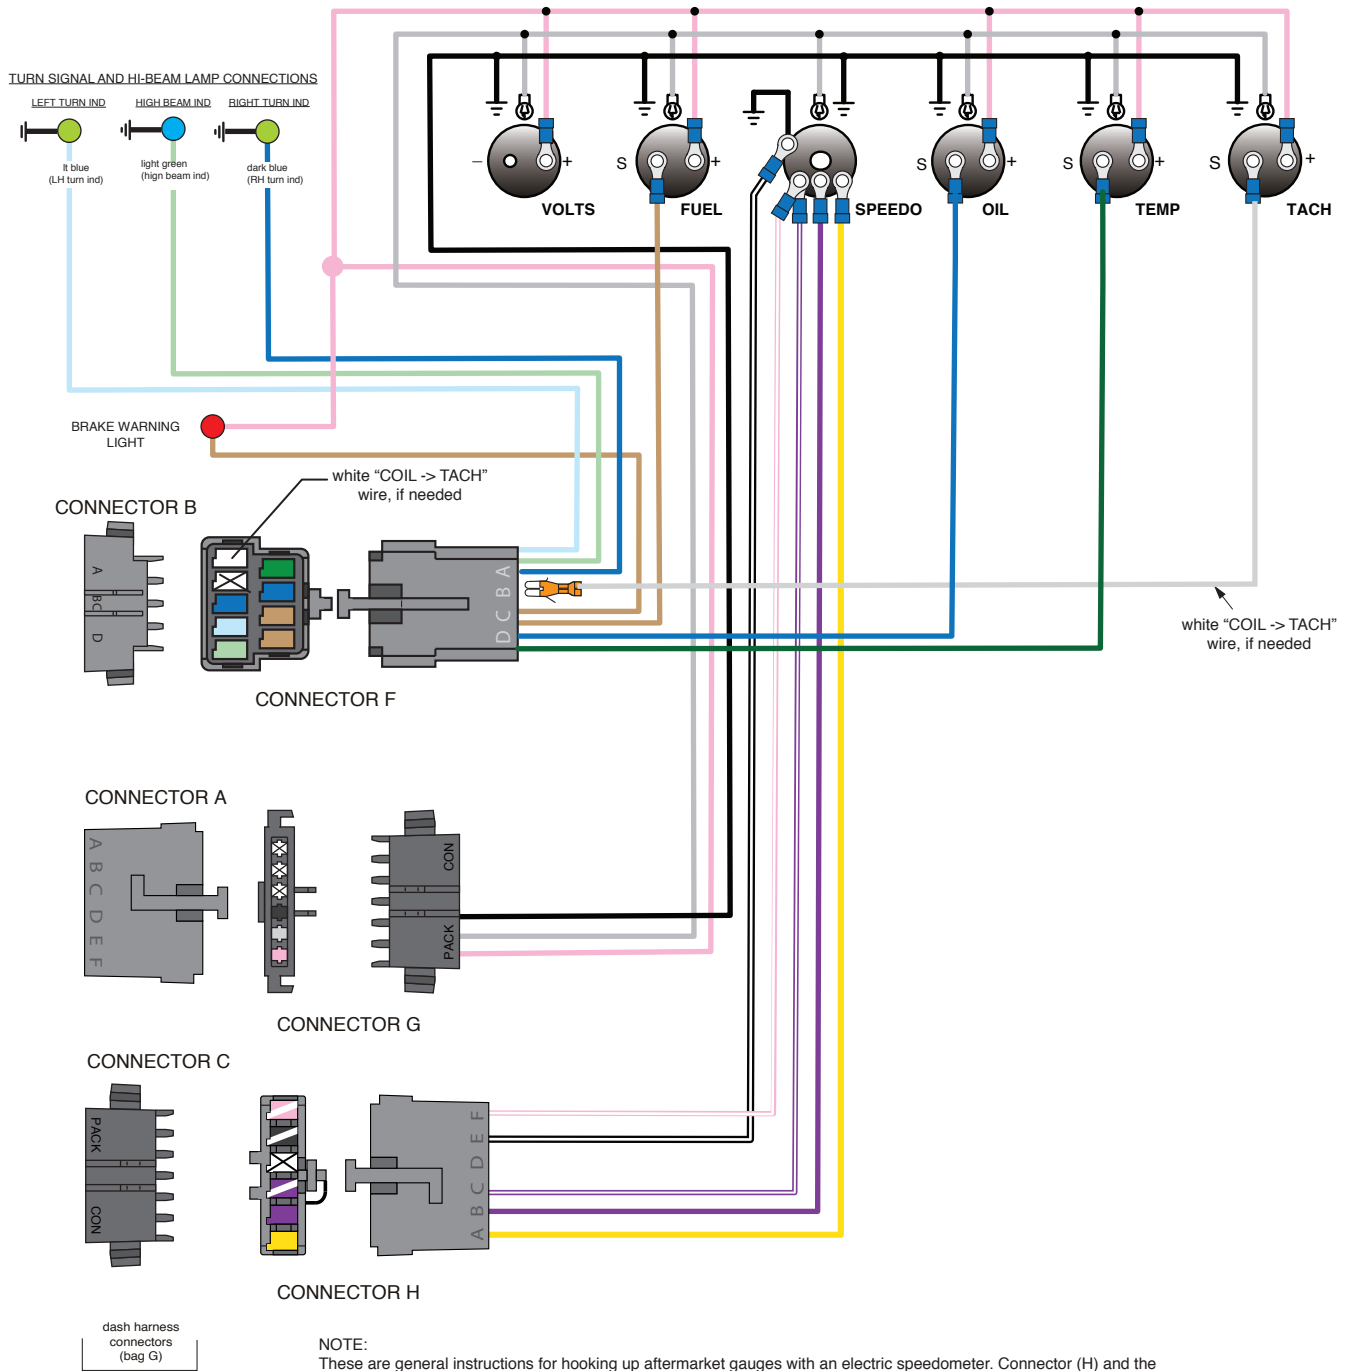 TURN SIGNAL AND HI-BEAM LAMP CONNECTIONS
LEFT TURN IND
HIGH BEAM IND
RIGHT TURN IND
lt blue
(LH turn ind)
light green
(hign beam ind)
dark blue
(RH turn ind)
–
+
VOLTS
S
+
FUEL
SPEEDO
S
+
OIL
S
+
TEMP
S
+
TACH
BRAKE WARNING
LIGHT
white “COIL -> TACH”
wire, if needed
CONNECTOR B
A
BC
D
D C B A
white “COIL -> TACH”
wire, if needed
CONNECTOR F
CONNECTOR A
A B C D E F
CON
PACK
CONNECTOR G
CONNECTOR C
PACK
CON
A B C D E F
CONNECTOR H
dash harness
connectors
(bag G)
NOTE:
These are general instructions for hooking up aftermarket gauges with an electric speedometer. Connector (H) and the